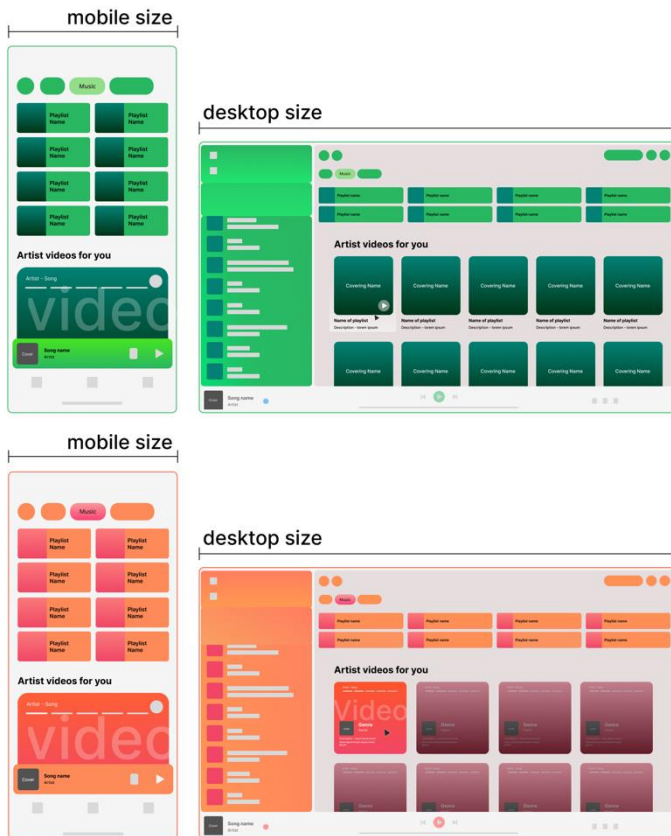 mobile size
Music
Playlist Name Playlist Name
Playlist Name Playlist Name
Playlist Name Playlist Name
Playlist Name Playlist Name
Artist videos for you
Artist - Song
video
Cover
Song name
Artist
desktop size
Music
Playlist name Playlist name Playlist name Playlist name
Playlist name Playlist name Playlist name Playlist name
Artist videos for you
Covering Name Covering Name Covering Name Covering Name Covering Name
Name of playlist Name of playlist Name of playlist Name of playlist Name of playlist
Description - lorem ipsum Description - lorem ipsum Description - lorem ipsum Description - lorem ipsum Description - lorem ipsum
Covering Name Covering Name Covering Name Covering Name Covering Name
Cover
Song name
Artist
mobile size
Music
Playlist Name Playlist Name
Playlist Name Playlist Name
Playlist Name Playlist Name
Playlist Name Playlist Name
Artist videos for you
Artist - Song
video
Cover
Song name
Artist
desktop size
Music
Playlist name Playlist name Playlist name Playlist name
Playlist name Playlist name Playlist name Playlist name
Artist videos for you
Video
Genre Genre Genre Genre
Genre Genre Genre Genre
Song name
Artist